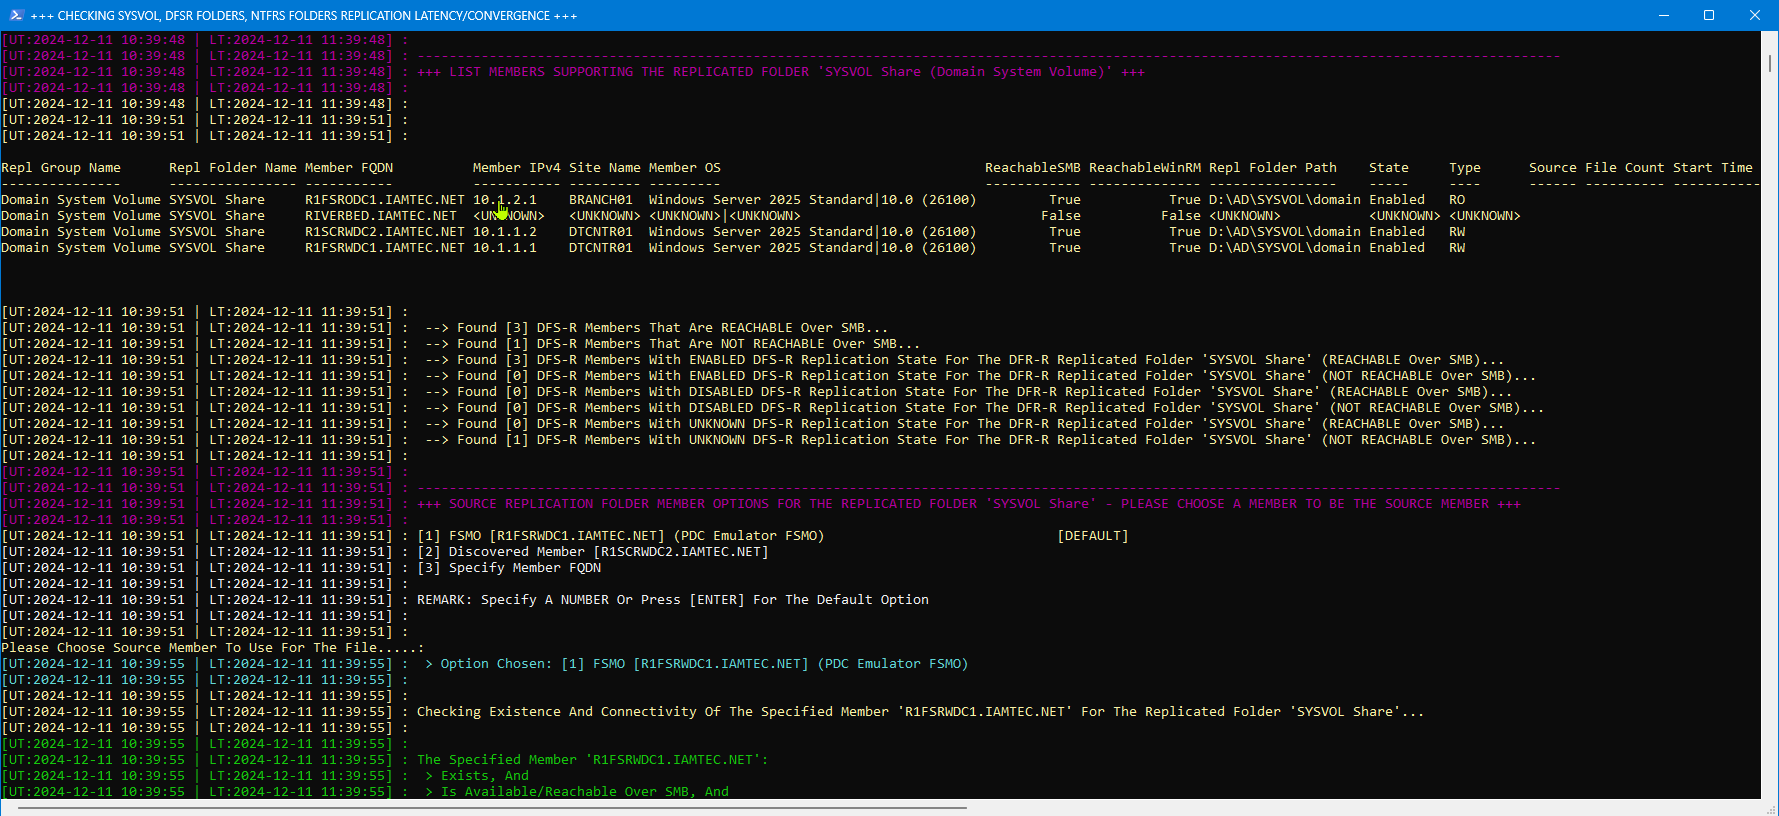 +++ CHECKING SYSVOL, DFSR FOLDERS, NTFRS FOLDERS REPLICATION LATENCY/CONVERGENCE +++
[UT:2024-12-11 10:39:48 | LT:2024-12-11 11:39:48] :
[UT:2024-12-11 10:39:48 | LT:2024-12-11 11:39:48] : ----------------------------------------------------------------------------------------------------------------------------------------------
[UT:2024-12-11 10:39:48 | LT:2024-12-11 11:39:48] : +++ LIST MEMBERS SUPPORTING THE REPLICATED FOLDER 'SYSVOL Share (Domain System Volume)' +++
[UT:2024-12-11 10:39:48 | LT:2024-12-11 11:39:48] :
[UT:2024-12-11 10:39:48 | LT:2024-12-11 11:39:48] :
[UT:2024-12-11 10:39:51 | LT:2024-12-11 11:39:51] :
[UT:2024-12-11 10:39:51 | LT:2024-12-11 11:39:51] :
Repl Group Name      Repl Folder Name Member FQDN          Member IPv4 Site Name Member OS                                 ReachableSMB ReachableWinRM Repl Folder Path    State     Type      Source File Count Start Time
---------------      ---------------- -----------          ----------- --------- ---------                                 ------------ -------------- ----------------    -----     ----      ------ ---------- -----------
Domain System Volume SYSVOL Share     R1FSRODC1.IAMTEC.NET 10.1.2.1    BRANCH01  Windows Server 2025 Standard|10.0 (26100)         True           True D:\AD\SYSVOL\domain Enabled   RO
Domain System Volume SYSVOL Share     RIVERBED.IAMTEC.NET  <UNKNOWN>   <UNKNOWN> <UNKNOWN>|<UNKNOWN>                              False          False <UNKNOWN>           <UNKNOWN> <UNKNOWN>
Domain System Volume SYSVOL Share     R1SCRWDC2.IAMTEC.NET 10.1.1.2    DTCNTR01  Windows Server 2025 Standard|10.0 (26100)         True           True D:\AD\SYSVOL\domain Enabled   RW
Domain System Volume SYSVOL Share     R1FSRWDC1.IAMTEC.NET 10.1.1.1    DTCNTR01  Windows Server 2025 Standard|10.0 (26100)         True           True D:\AD\SYSVOL\domain Enabled   RW
[UT:2024-12-11 10:39:51 | LT:2024-12-11 11:39:51] :
[UT:2024-12-11 10:39:51 | LT:2024-12-11 11:39:51] :  --> Found [3] DFS-R Members That Are REACHABLE Over SMB...
[UT:2024-12-11 10:39:51 | LT:2024-12-11 11:39:51] :  --> Found [1] DFS-R Members That Are NOT REACHABLE Over SMB...
[UT:2024-12-11 10:39:51 | LT:2024-12-11 11:39:51] :  --> Found [3] DFS-R Members With ENABLED DFS-R Replication State For The DFR-R Replicated Folder 'SYSVOL Share' (REACHABLE Over SMB)...
[UT:2024-12-11 10:39:51 | LT:2024-12-11 11:39:51] :  --> Found [0] DFS-R Members With ENABLED DFS-R Replication State For The DFR-R Replicated Folder 'SYSVOL Share' (NOT REACHABLE Over SMB)...
[UT:2024-12-11 10:39:51 | LT:2024-12-11 11:39:51] :  --> Found [0] DFS-R Members With DISABLED DFS-R Replication State For The DFR-R Replicated Folder 'SYSVOL Share' (REACHABLE Over SMB)...
[UT:2024-12-11 10:39:51 | LT:2024-12-11 11:39:51] :  --> Found [0] DFS-R Members With DISABLED DFS-R Replication State For The DFR-R Replicated Folder 'SYSVOL Share' (NOT REACHABLE Over SMB)...
[UT:2024-12-11 10:39:51 | LT:2024-12-11 11:39:51] :  --> Found [0] DFS-R Members With UNKNOWN DFS-R Replication State For The DFR-R Replicated Folder 'SYSVOL Share' (REACHABLE Over SMB)...
[UT:2024-12-11 10:39:51 | LT:2024-12-11 11:39:51] :  --> Found [1] DFS-R Members With UNKNOWN DFS-R Replication State For The DFR-R Replicated Folder 'SYSVOL Share' (NOT REACHABLE Over SMB)...
[UT:2024-12-11 10:39:51 | LT:2024-12-11 11:39:51] :
[UT:2024-12-11 10:39:51 | LT:2024-12-11 11:39:51] :
[UT:2024-12-11 10:39:51 | LT:2024-12-11 11:39:51] : ----------------------------------------------------------------------------------------------------------------------------------------------
[UT:2024-12-11 10:39:51 | LT:2024-12-11 11:39:51] : +++ SOURCE REPLICATION FOLDER MEMBER OPTIONS FOR THE REPLICATED FOLDER 'SYSVOL Share' - PLEASE CHOOSE A MEMBER TO BE THE SOURCE MEMBER +++
[UT:2024-12-11 10:39:51 | LT:2024-12-11 11:39:51] :
[UT:2024-12-11 10:39:51 | LT:2024-12-11 11:39:51] : [1] FSMO [R1FSRWDC1.IAMTEC.NET] (PDC Emulator FSMO)                             [DEFAULT]
[UT:2024-12-11 10:39:51 | LT:2024-12-11 11:39:51] : [2] Discovered Member [R1SCRWDC2.IAMTEC.NET]
[UT:2024-12-11 10:39:51 | LT:2024-12-11 11:39:51] : [3] Specify Member FQDN
[UT:2024-12-11 10:39:51 | LT:2024-12-11 11:39:51] :
[UT:2024-12-11 10:39:51 | LT:2024-12-11 11:39:51] : REMARK: Specify A NUMBER Or Press [ENTER] For The Default Option
[UT:2024-12-11 10:39:51 | LT:2024-12-11 11:39:51] :
[UT:2024-12-11 10:39:51 | LT:2024-12-11 11:39:51] :
Please Choose Source Member To Use For The File.....:
[UT:2024-12-11 10:39:55 | LT:2024-12-11 11:39:55] :  > Option Chosen: [1] FSMO [R1FSRWDC1.IAMTEC.NET] (PDC Emulator FSMO)
[UT:2024-12-11 10:39:55 | LT:2024-12-11 11:39:55] :
[UT:2024-12-11 10:39:55 | LT:2024-12-11 11:39:55] :
[UT:2024-12-11 10:39:55 | LT:2024-12-11 11:39:55] : Checking Existence And Connectivity Of The Specified Member 'R1FSRWDC1.IAMTEC.NET' For The Replicated Folder 'SYSVOL Share'...
[UT:2024-12-11 10:39:55 | LT:2024-12-11 11:39:55] :
[UT:2024-12-11 10:39:55 | LT:2024-12-11 11:39:55] :
[UT:2024-12-11 10:39:55 | LT:2024-12-11 11:39:55] : The Specified Member 'R1FSRWDC1.IAMTEC.NET':
[UT:2024-12-11 10:39:55 | LT:2024-12-11 11:39:55] :  > Exists, And
[UT:2024-12-11 10:39:55 | LT:2024-12-11 11:39:55] :  > Is Available/Reachable Over SMB, And